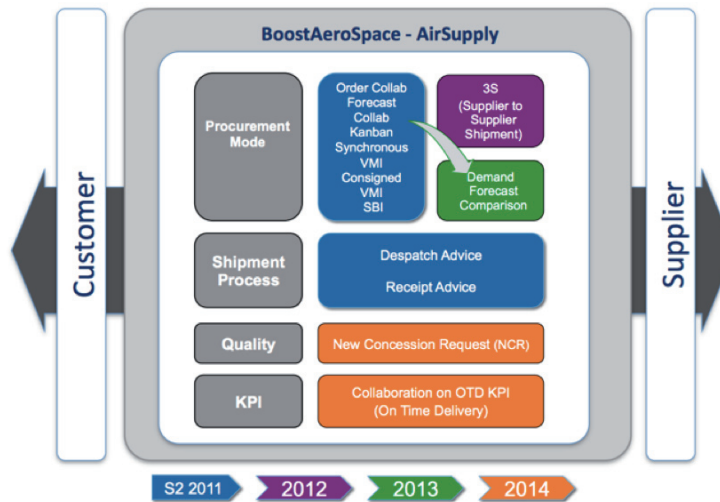 BoostAeroSpace - AirSupply
Customer
Supplier
Procurement
Mode
Order Collab
Forecast
Collab
Kanban
Synchronous
VMI
Consigned
VMI
SBI
3S
(Supplier to
Supplier
Shipment)
Demand
Forecast
Comparison
Shipment
Process
Despatch Advice
Receipt Advice
Quality
New Concession Request (NCR)
KPI
Collaboration on OTD KPI
(On Time Delivery)
S2 2011
2012
2013
2014